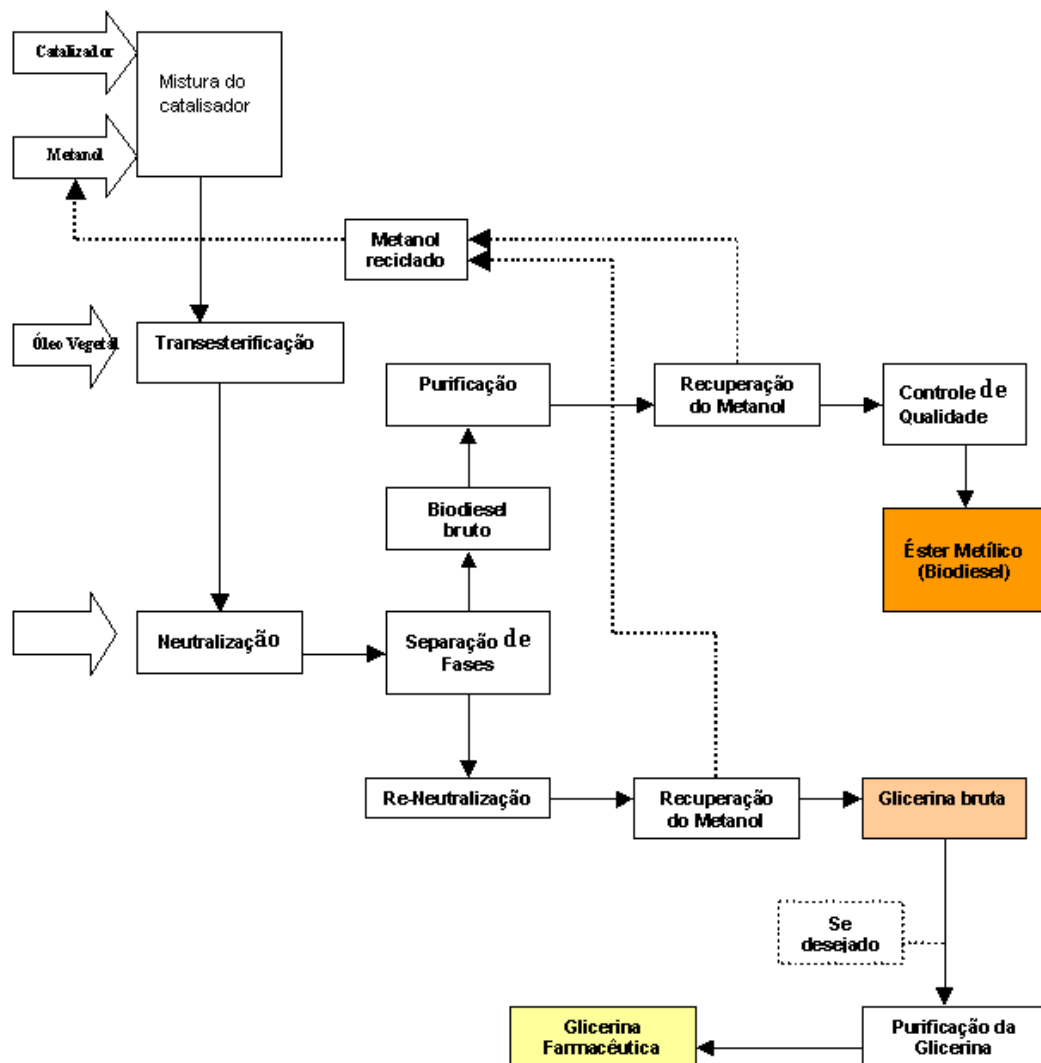 Catalizador
Mistura do
catalisador
Metanol
Metanol
reciclado
Óleo Vegetal
Transesterificação
Purificação
Recuperação
do Metanol
Controle de
Qualidade
Biodiesel
bruto
Éster Metílico
(Biodiesel)
Neutralização
Separação de
Fases
Re-Neutralização
Recuperação
do Metanol
Glicerina bruta
Se
desejado
Glicerina
Farmacêutica
Purificação da
Glicerina